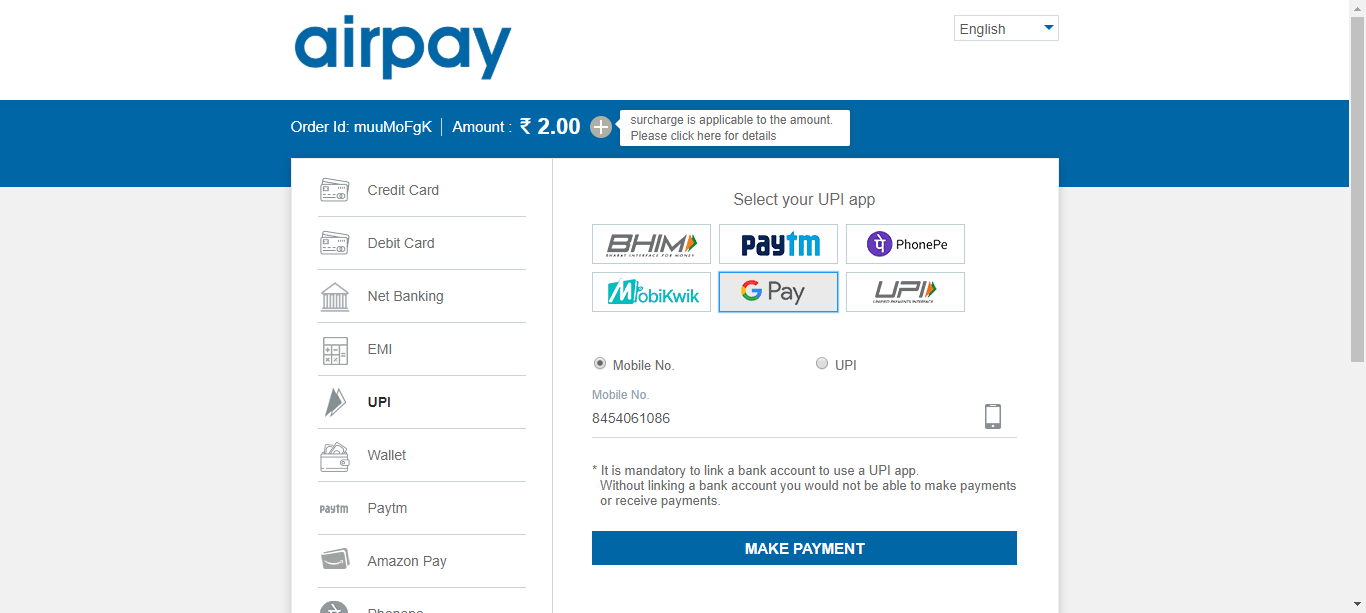 airpay
English
Order Id: muuMoFgK
Amount : ₹ 2.00
surcharge is applicable to the amount.
Please click here for details
Credit Card
Debit Card
Net Banking
EMI
UPI
Wallet
Paytm
Paytm
Amazon Pay
Phonepe
Select your UPI app
BHIM
BHARAT INTERFACE FOR MONEY
Paytm
पे PhonePe
MobiKwik
G Pay
UPI
UNIFIED PAYMENTS INTERFACE
Mobile No.
UPI
Mobile No.
8454061086
* It is mandatory to link a bank account to use a UPI app.
Without linking a bank account you would not be able to make payments
or receive payments.
MAKE PAYMENT